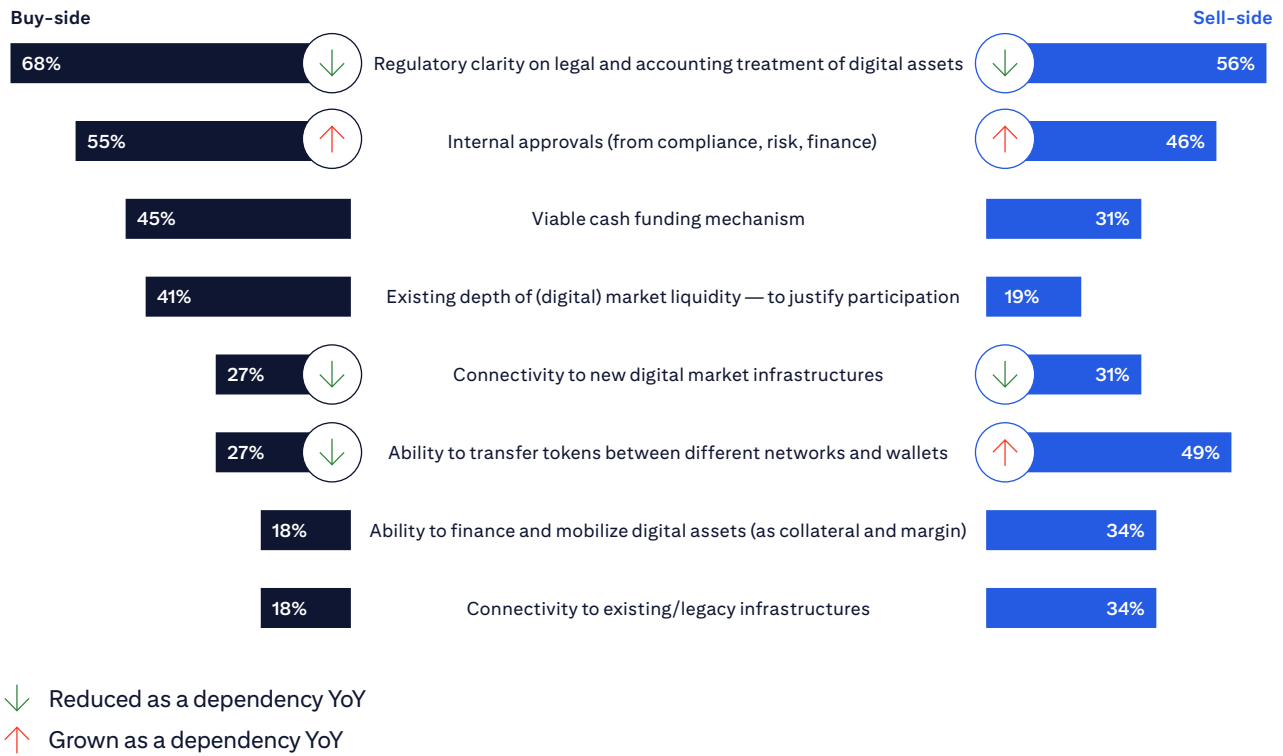 Buy-side Sell-side
68% Regulatory clarity on legal and accounting treatment of digital assets 56%
55% Internal approvals (from compliance, risk, finance) 46%
45% Viable cash funding mechanism 31%
41% Existing depth of (digital) market liquidity — to justify participation 19%
27% Connectivity to new digital market infrastructures 31%
27% Ability to transfer tokens between different networks and wallets 49%
18% Ability to finance and mobilize digital assets (as collateral and margin) 34%
18% Connectivity to existing/legacy infrastructures 34%
Reduced as a dependency YoY
Grown as a dependency YoY